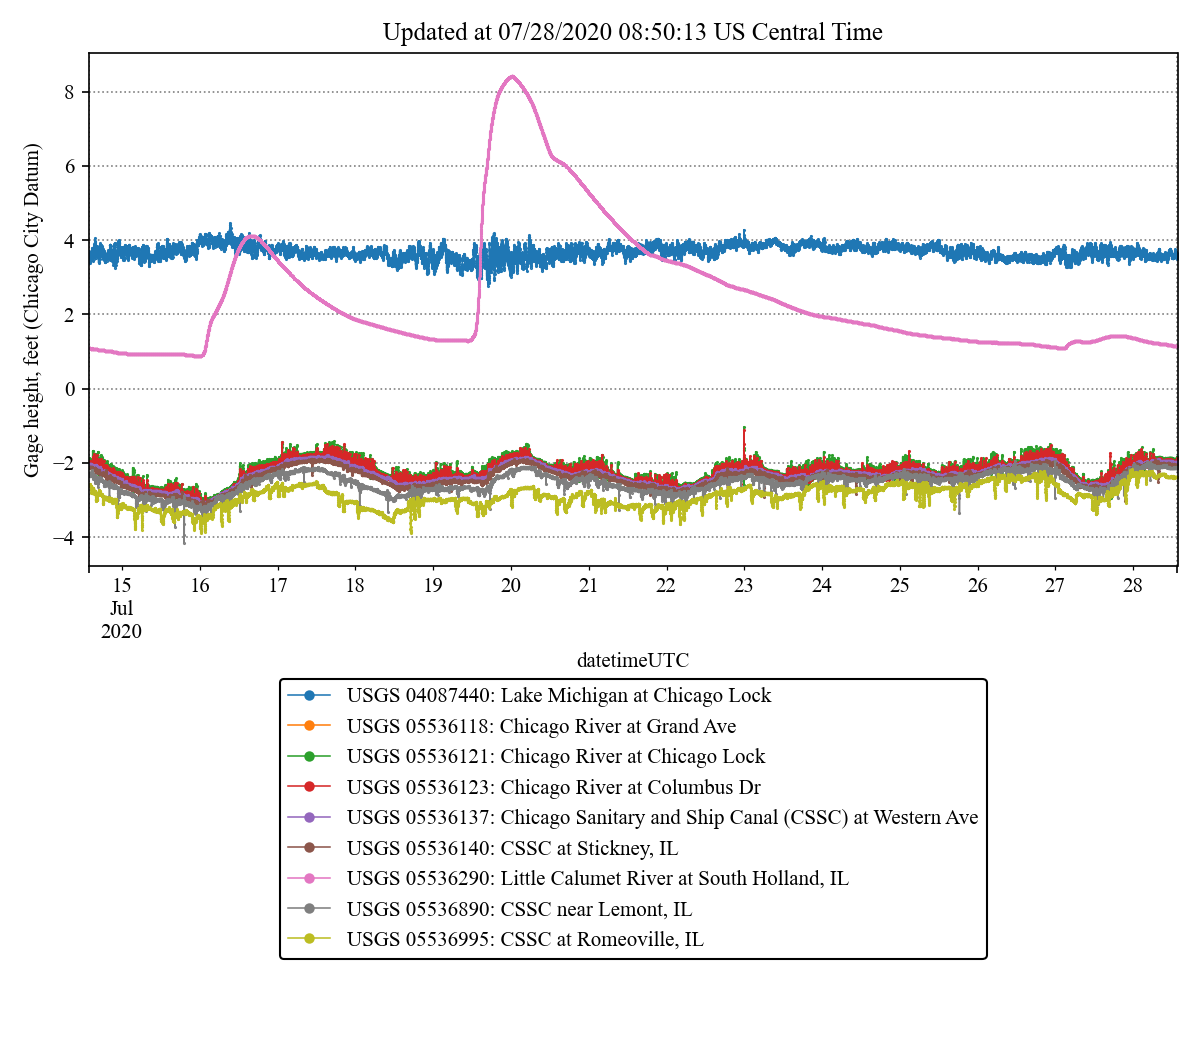 Updated at 07/28/2020 08:50:13 US Central Time
Gage height, feet (Chicago City Datum)
8
6
4
2
0
−2
−4
15 16 17 18 19 20 21 22 23 24 25 26 27 28
Jul
2020
datetimeUTC
USGS 04087440: Lake Michigan at Chicago Lock
USGS 05536118: Chicago River at Grand Ave
USGS 05536121: Chicago River at Chicago Lock
USGS 05536123: Chicago River at Columbus Dr
USGS 05536137: Chicago Sanitary and Ship Canal (CSSC) at Western Ave
USGS 05536140: CSSC at Stickney, IL
USGS 05536290: Little Calumet River at South Holland, IL
USGS 05536890: CSSC near Lemont, IL
USGS 05536995: CSSC at Romeoville, IL